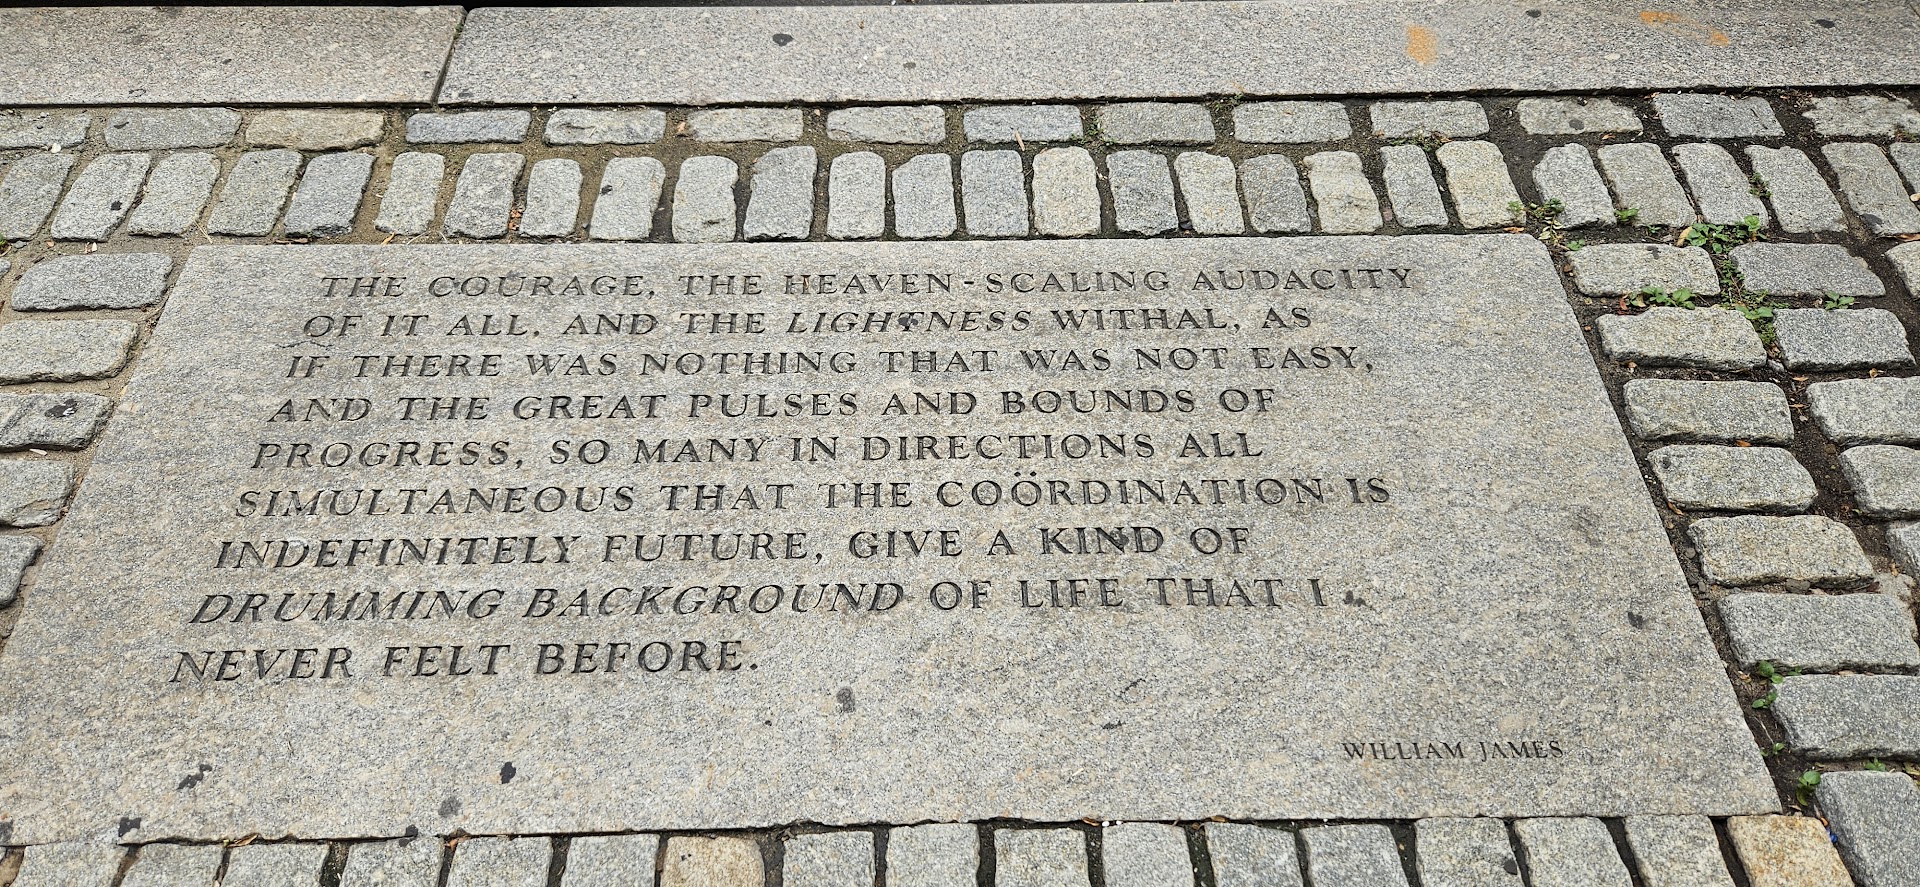 THE COURAGE, THE HEAVEN-SCALING AUDACITY
OF IT ALL, AND THE LIGHTNESS WITHAL, AS
IF THERE WAS NOTHING THAT WAS NOT EASY,
AND THE GREAT PULSES AND BOUNDS OF
PROGRESS, SO MANY IN DIRECTIONS ALL
SIMULTANEOUS THAT THE COÖRDINATION IS
INDEFINITELY FUTURE, GIVE A KIND OF
DRUMMING BACKGROUND OF LIFE THAT I
NEVER FELT BEFORE.
WILLIAM JAMES